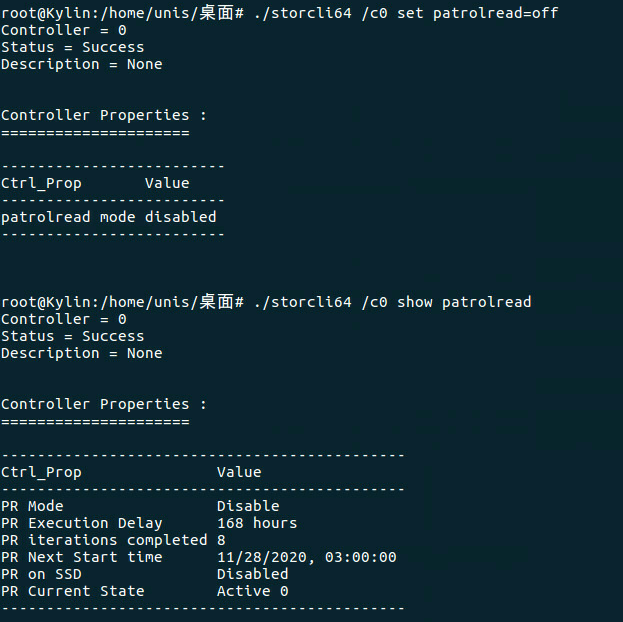 root@Kylin:/home/unis/桌面# ./storcli64 /c0 set patrolread=off
Controller = 0
Status = Success
Description = None
Controller Properties :
=====================
-------------------------
Ctrl_Prop       Value
-------------------------
patrolread mode disabled
-------------------------
root@Kylin:/home/unis/桌面# ./storcli64 /c0 show patrolread
Controller = 0
Status = Success
Description = None
Controller Properties :
=====================
---------------------------------------------
Ctrl_Prop               Value
---------------------------------------------
PR Mode                 Disable
PR Execution Delay      168 hours
PR iterations completed 8
PR Next Start time      11/28/2020, 03:00:00
PR on SSD               Disabled
PR Current State        Active 0
---------------------------------------------